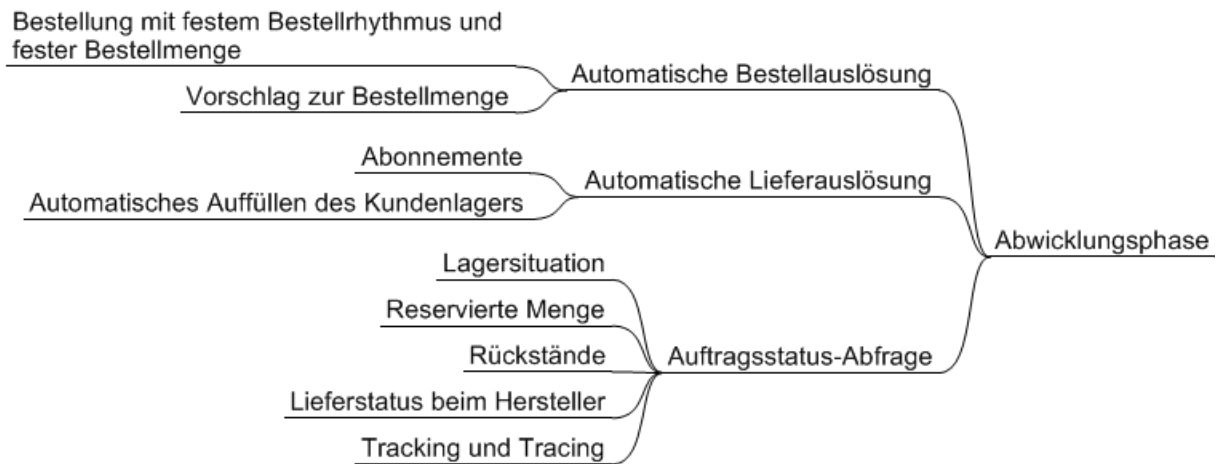 Bestellung mit festem Bestellrhythmus und
fester Bestellmenge
Automatische Bestellauslösung
Vorschlag zur Bestellmenge
Abonnemente
Automatische Lieferauslösung
Automatisches Auffüllen des Kundenlagers
Abwicklungsphase
Lagersituation
Reservierte Menge
Rückstände
Auftragsstatus-Abfrage
Lieferstatus beim Hersteller
Tracking und Tracing